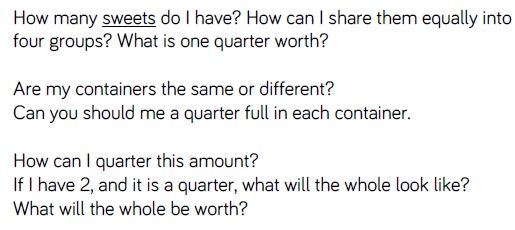 How many sweets do I have? How can I share them equally into
four groups? What is one quarter worth?
Are my containers the same or different?
Can you should me a quarter full in each container.
How can I quarter this amount?
If I have 2, and it is a quarter, what will the whole look like?
What will the whole be worth?